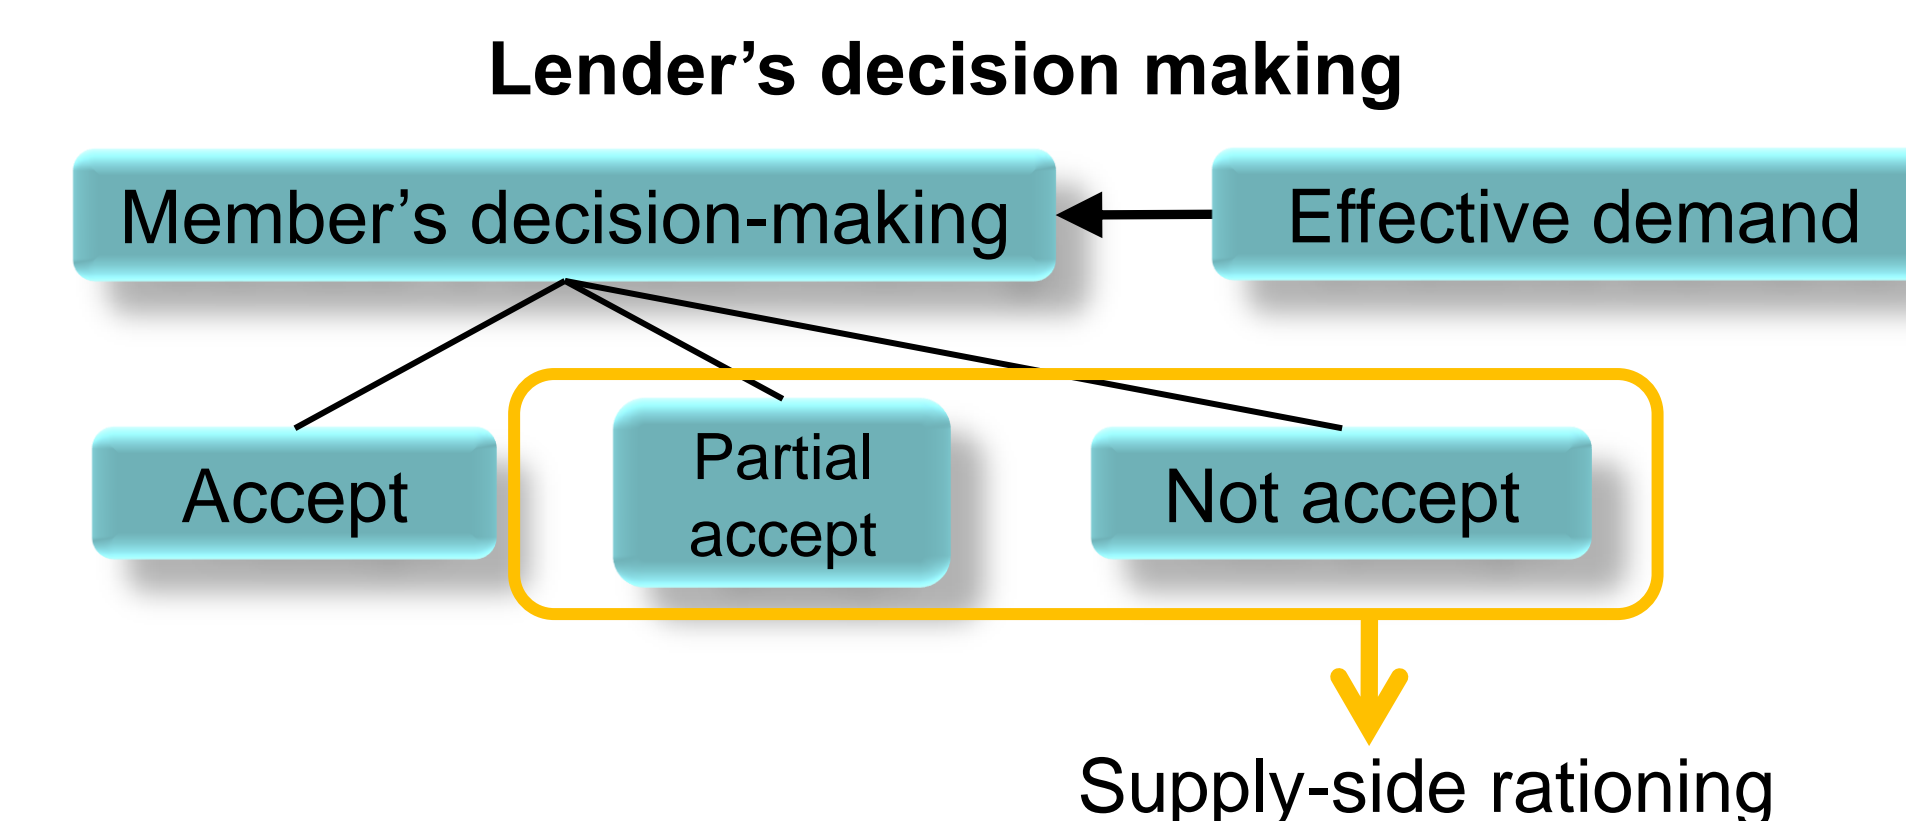 Lender’s decision making
Member’s decision-making
Effective demand
Accept
Partial
accept
Not accept
Supply-side rationing